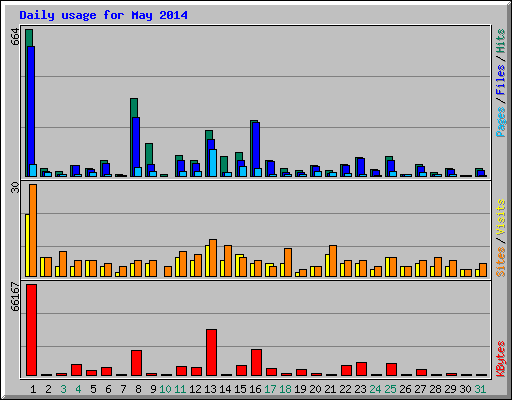 Daily usage for May 2014
664
Pages / Files / Hits
30
Sites / Visits
66167
KBytes
1 2 3 4 5 6 7 8 9 10 11 12 13 14 15 16 17 18 19 20 21 22 23 24 25 26 27 28 29 30 31